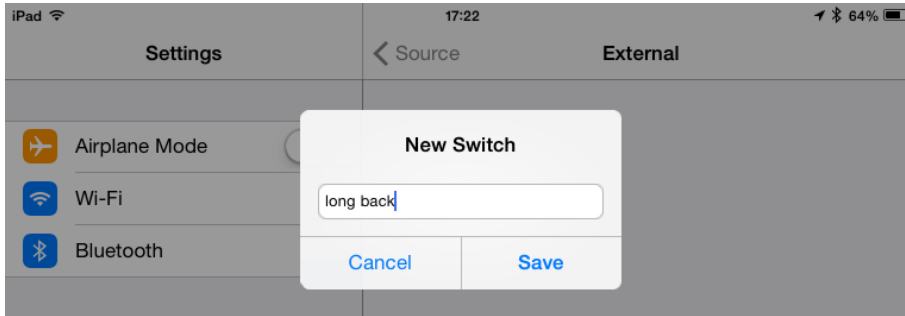 iPad 17:22 64%
Settings
Source External
New Switch
Airplane Mode
Wi-Fi
long back
Bluetooth
Cancel Save